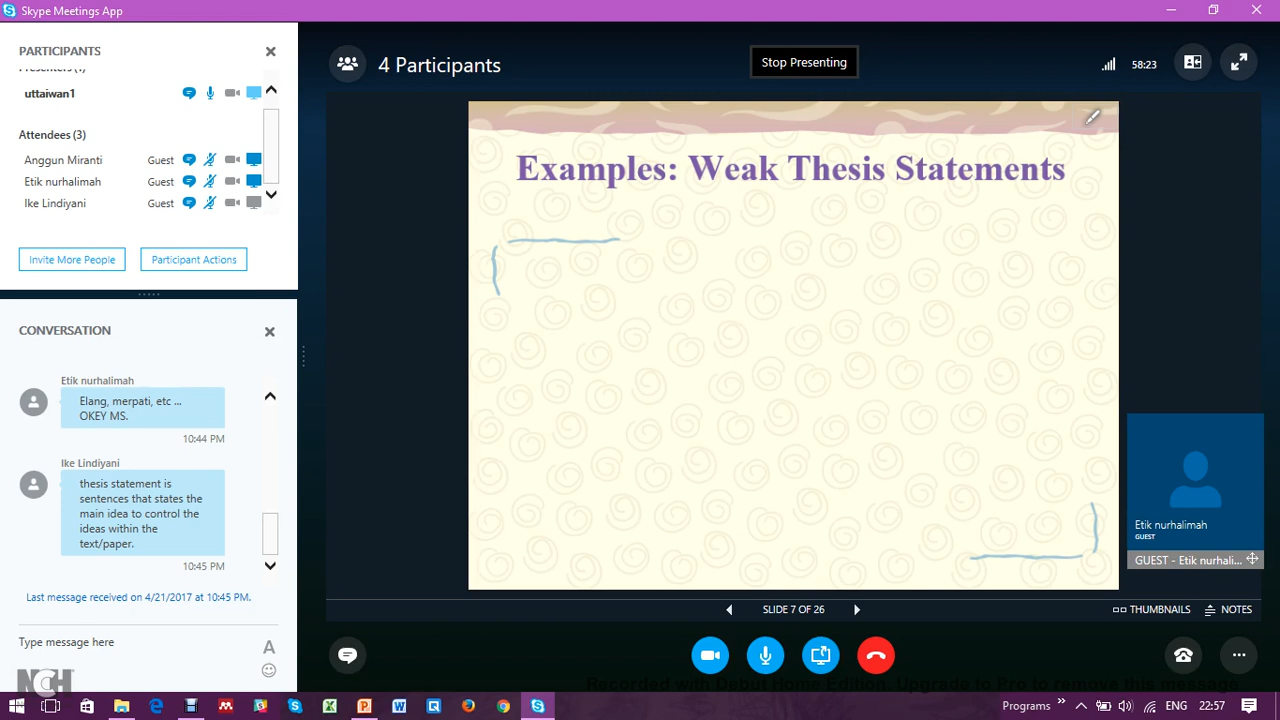 Skype Meetings App
PARTICIPANTS
uttaiwan1
Attendees (3)
Anggun Miranti Guest
Etik nurhalimah Guest
Ike Lindiyani Guest
Invite More People Participant Actions
CONVERSATION
Etik nurhalimah
Elang, merpati, etc ...
OKEY MS.
10:44 PM
Ike Lindiyani
thesis statement is
sentences that states the
main idea to control the
ideas within the
text/paper.
10:45 PM
Last message received on 4/21/2017 at 10:45 PM.
Type message here
A
NCH
4 Participants
Stop Presenting
58:23
Examples: Weak Thesis Statements
Etik nurhalimah
GUEST
GUEST - Etik nurhali...
SLIDE 7 OF 26
THUMBNAILS NOTES
Recorded with Debut Home Edition. Upgrade to Pro to remove this message
Programs ENG 22:57